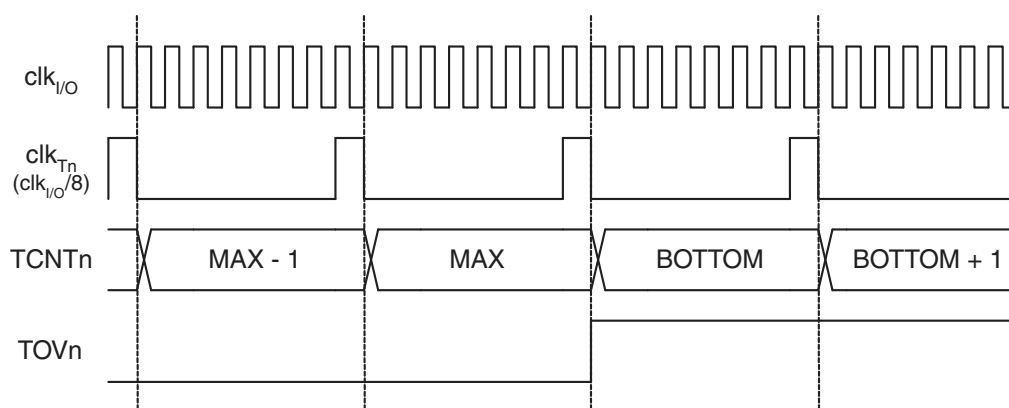 clkI/O
clkTn
(clkI/O/8)
TCNTn MAX - 1 MAX BOTTOM BOTTOM + 1
TOVn